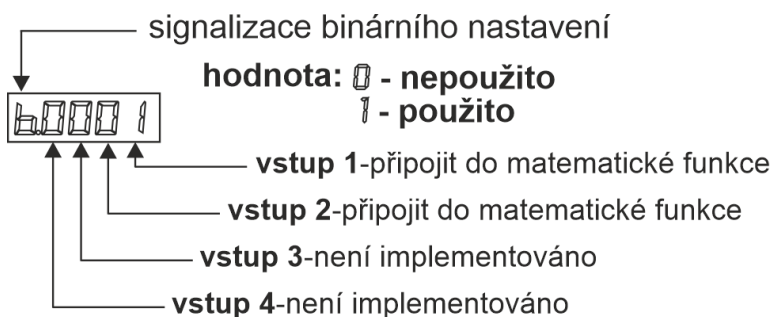 signalizace binárního nastavení
hodnota: 0 - nepoužito
1 - použito
b.0001
vstup 1-připojit do matematické funkce
vstup 2-připojit do matematické funkce
vstup 3-není implementováno
vstup 4-není implementováno